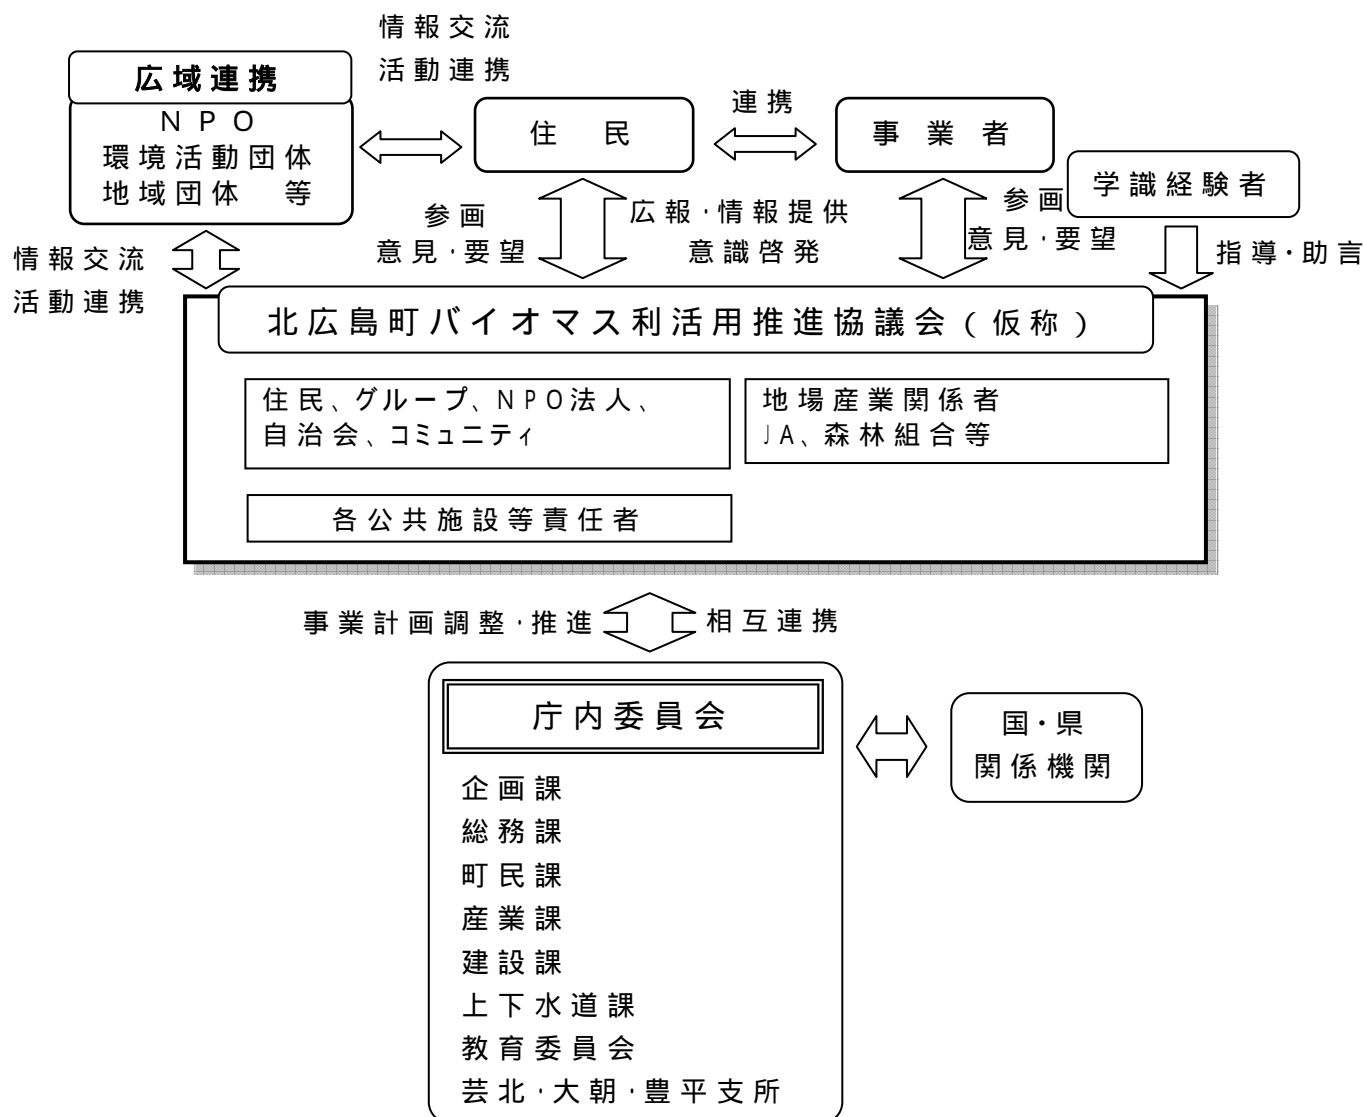 情報交流
活動連携
広域連携
NPO
環境活動団体
地域団体 等
住 民
連携
事 業 者
学識経験者
情報交流
活動連携
参画
意見・要望
広報・情報提供
意識啓発
参画
意見・要望
指導・助言
北広島町バイオマス利活用推進協議会(仮称)
住民、グループ、NPO法人、
自治会、コミュニティ
地場産業関係者
JA、森林組合等
各公共施設等責任者
事業計画調整・推進
相互連携
庁内委員会
企画課
総務課
町民課
産業課
建設課
上下水道課
教育委員会
芸北・大朝・豊平支所
国・県
関係機関